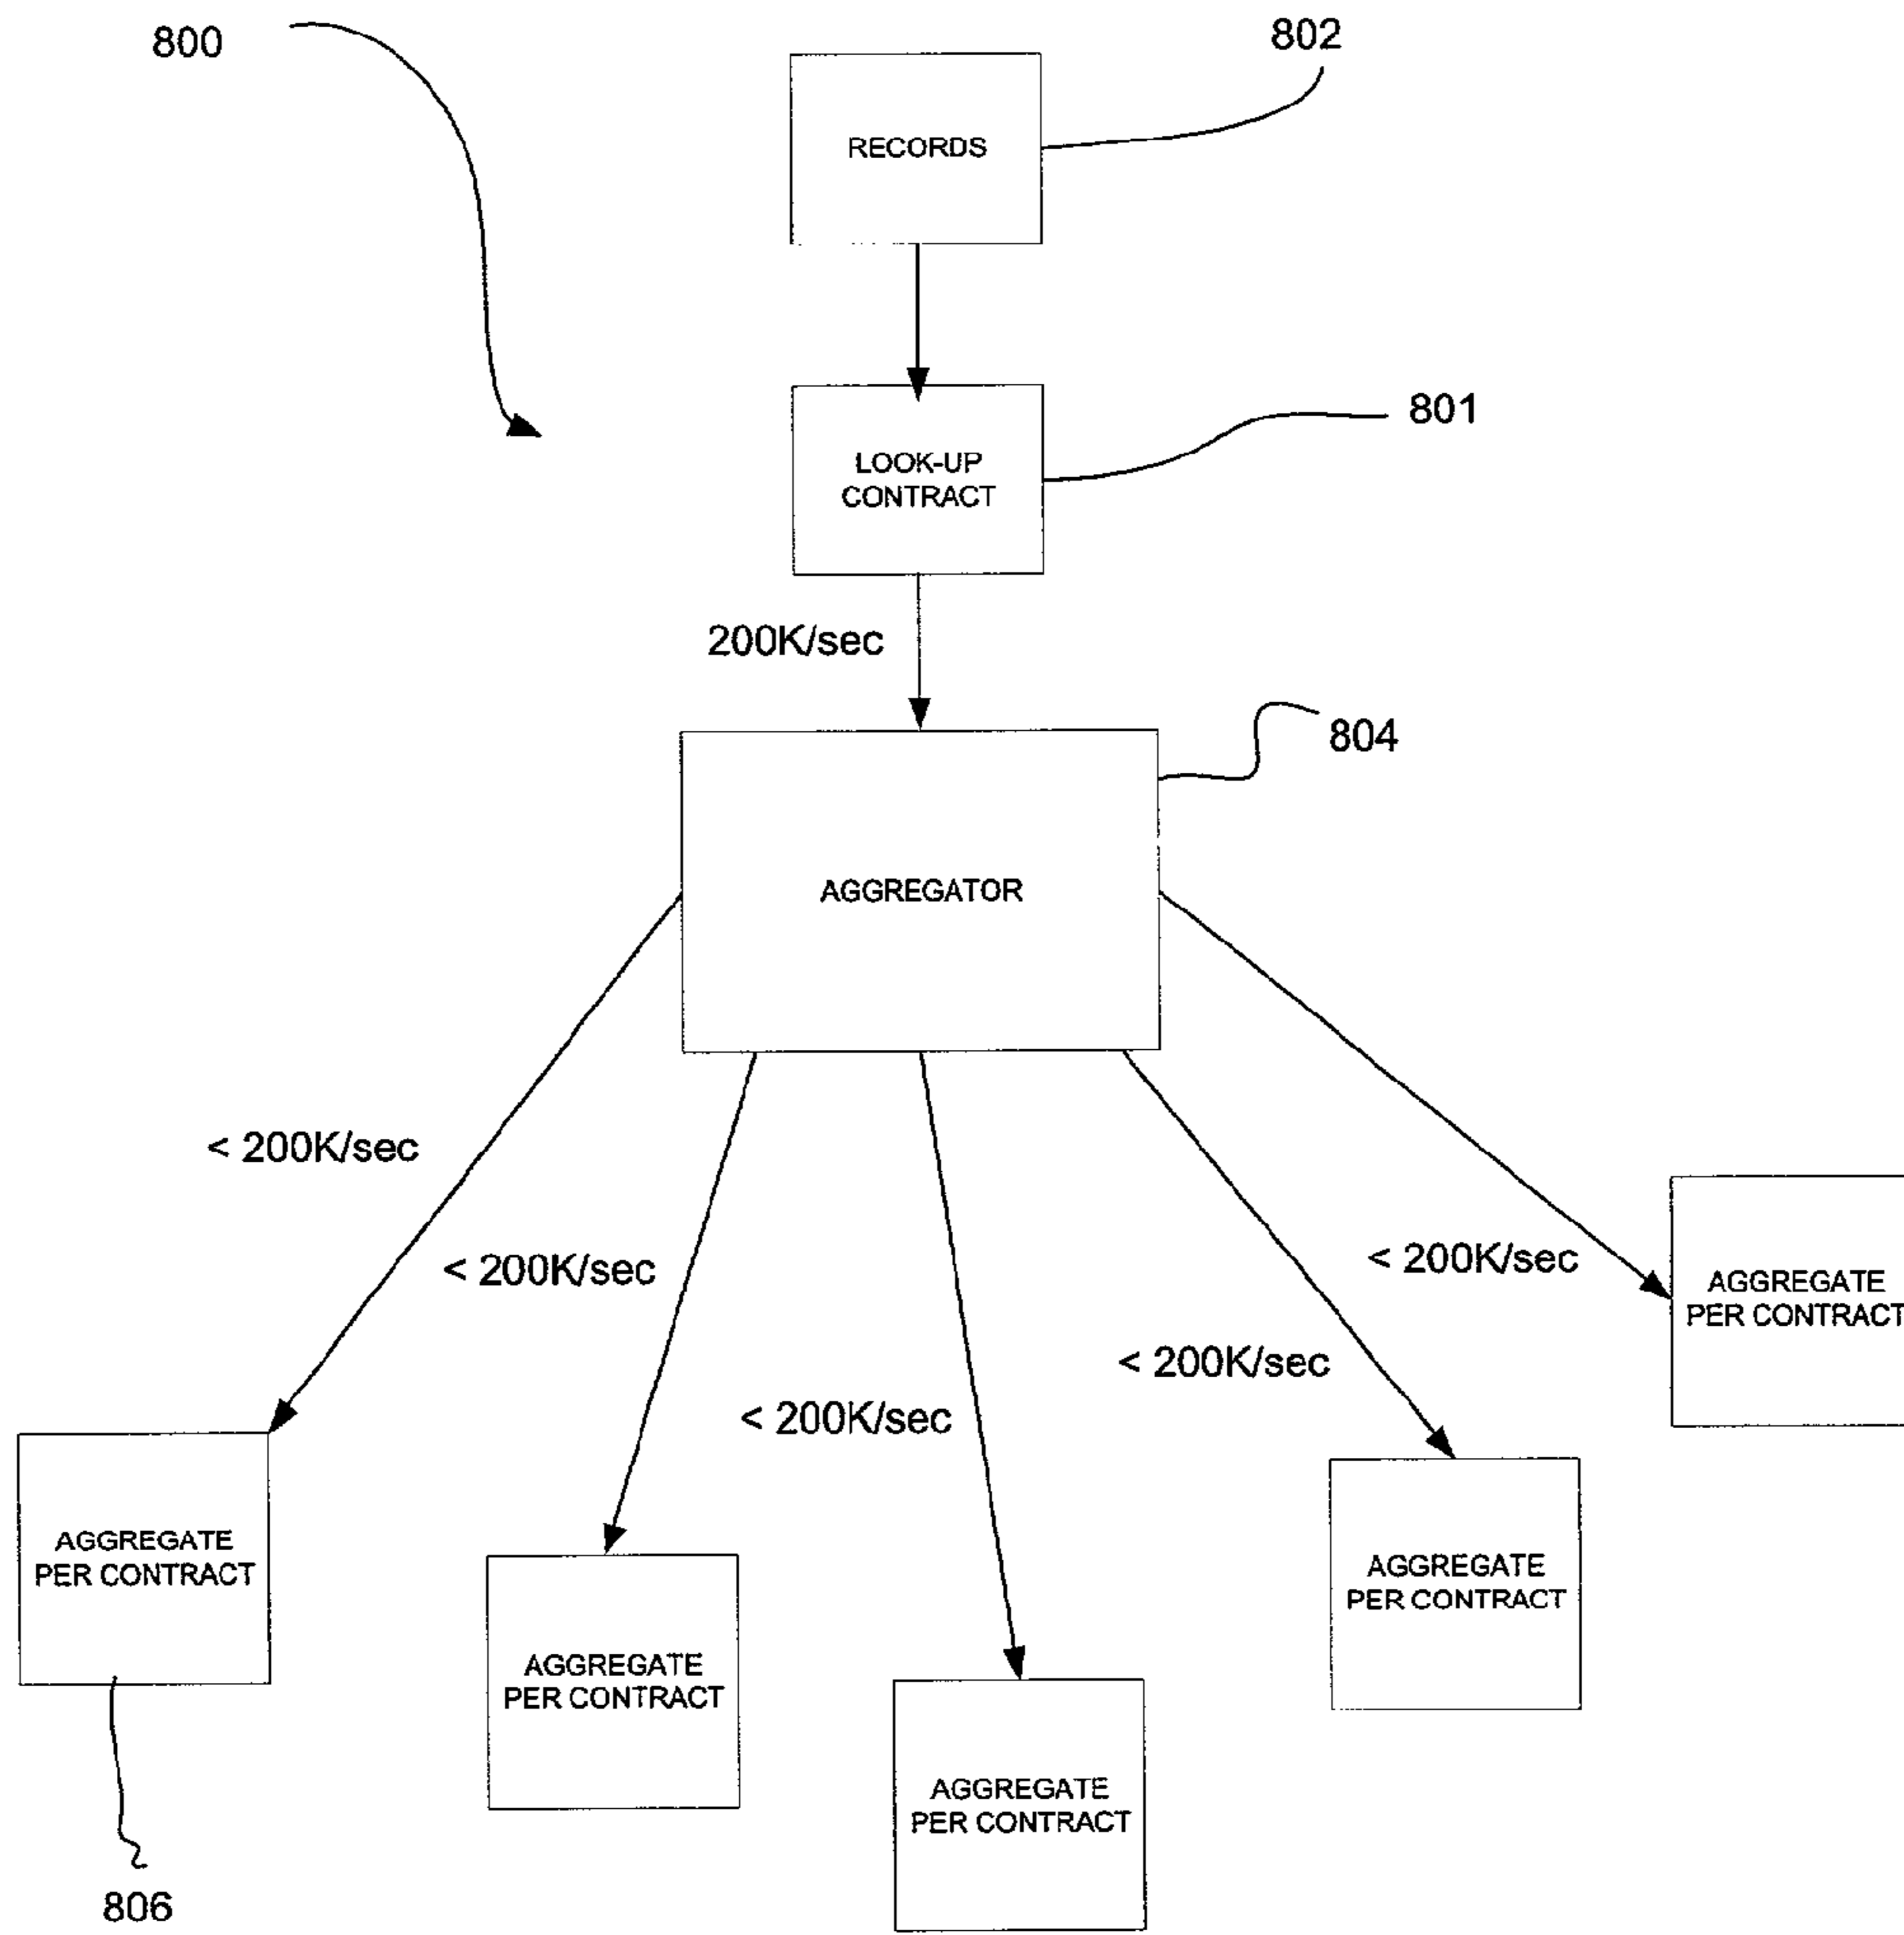 800
802
RECORDS
801
LOOK-UP
CONTRACT
200K/sec
804
AGGREGATOR
< 200K/sec
< 200K/sec
< 200K/sec
< 200K/sec
< 200K/sec
AGGREGATE
PER CONTRACT
AGGREGATE
PER CONTRACT
AGGREGATE
PER CONTRACT
AGGREGATE
PER CONTRACT
AGGREGATE
PER CONTRACT
806